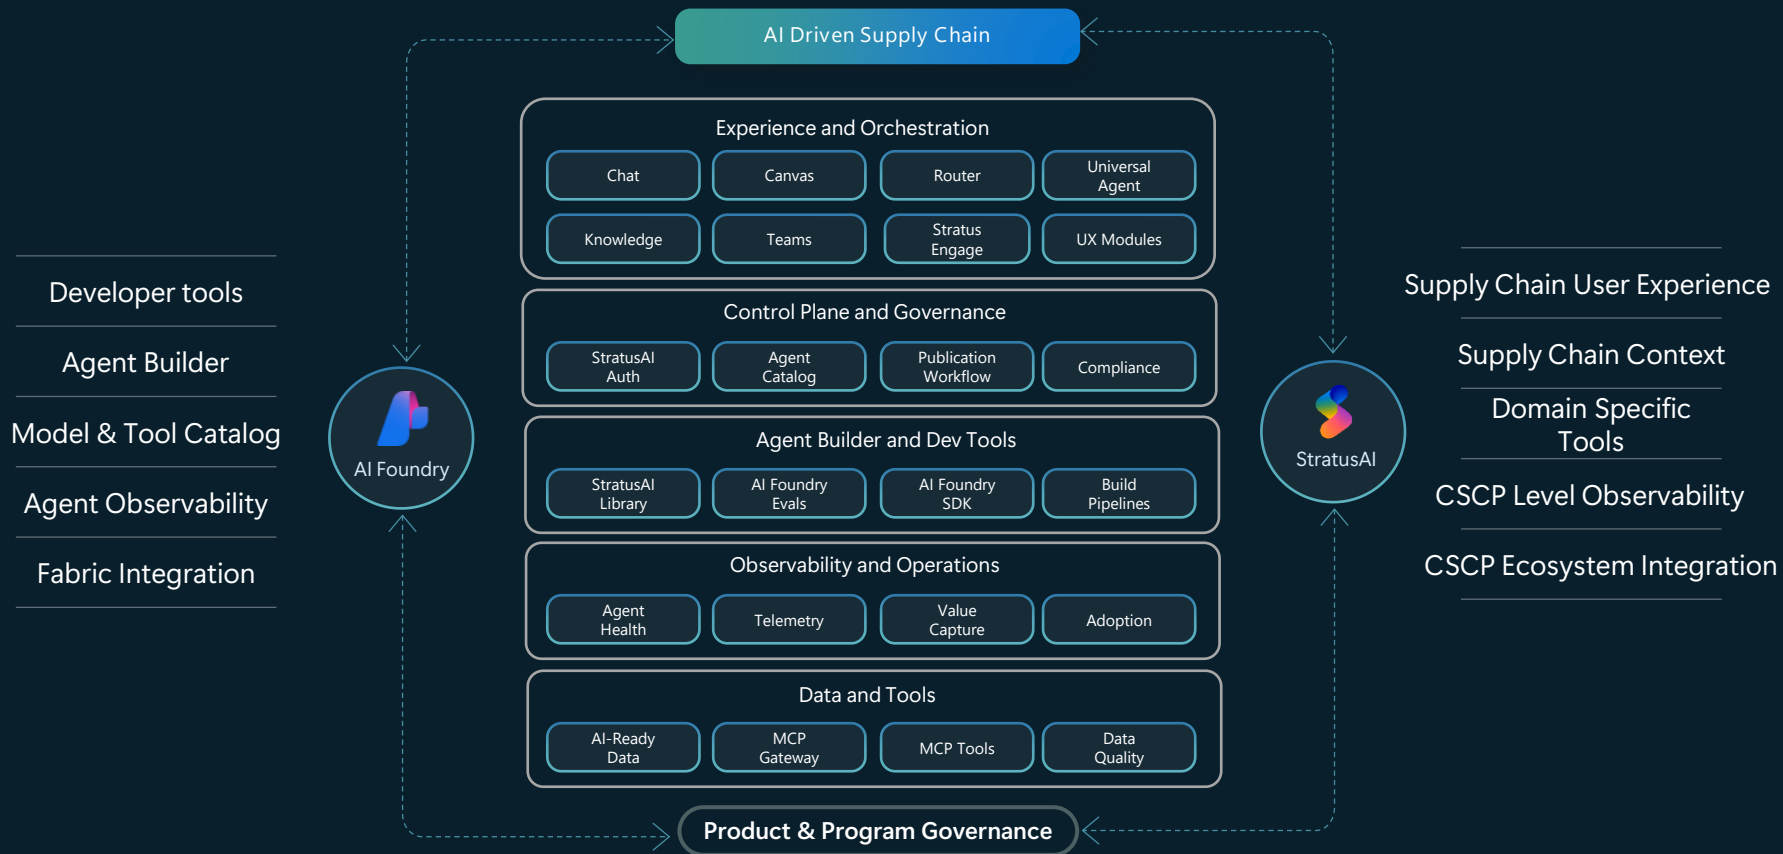 AI Driven Supply Chain
Experience and Orchestration
Chat
Canvas
Router
Universal
Agent
Knowledge
Teams
Stratus
Engage
UX Modules
Control Plane and Governance
StratusAI
Auth
Agent
Catalog
Publication
Workflow
Compliance
Agent Builder and Dev Tools
StratusAI
Library
AI Foundry
Evals
AI Foundry
SDK
Build
Pipelines
Observability and Operations
Agent
Health
Telemetry
Value
Capture
Adoption
Data and Tools
AI-Ready
Data
MCP
Gateway
MCP Tools
Data
Quality
Product & Program Governance
Developer tools
Agent Builder
Model & Tool Catalog
Agent Observability
Fabric Integration
AI Foundry
StratusAI
Supply Chain User Experience
Supply Chain Context
Domain Specific
Tools
CSCP Level Observability
CSCP Ecosystem Integration